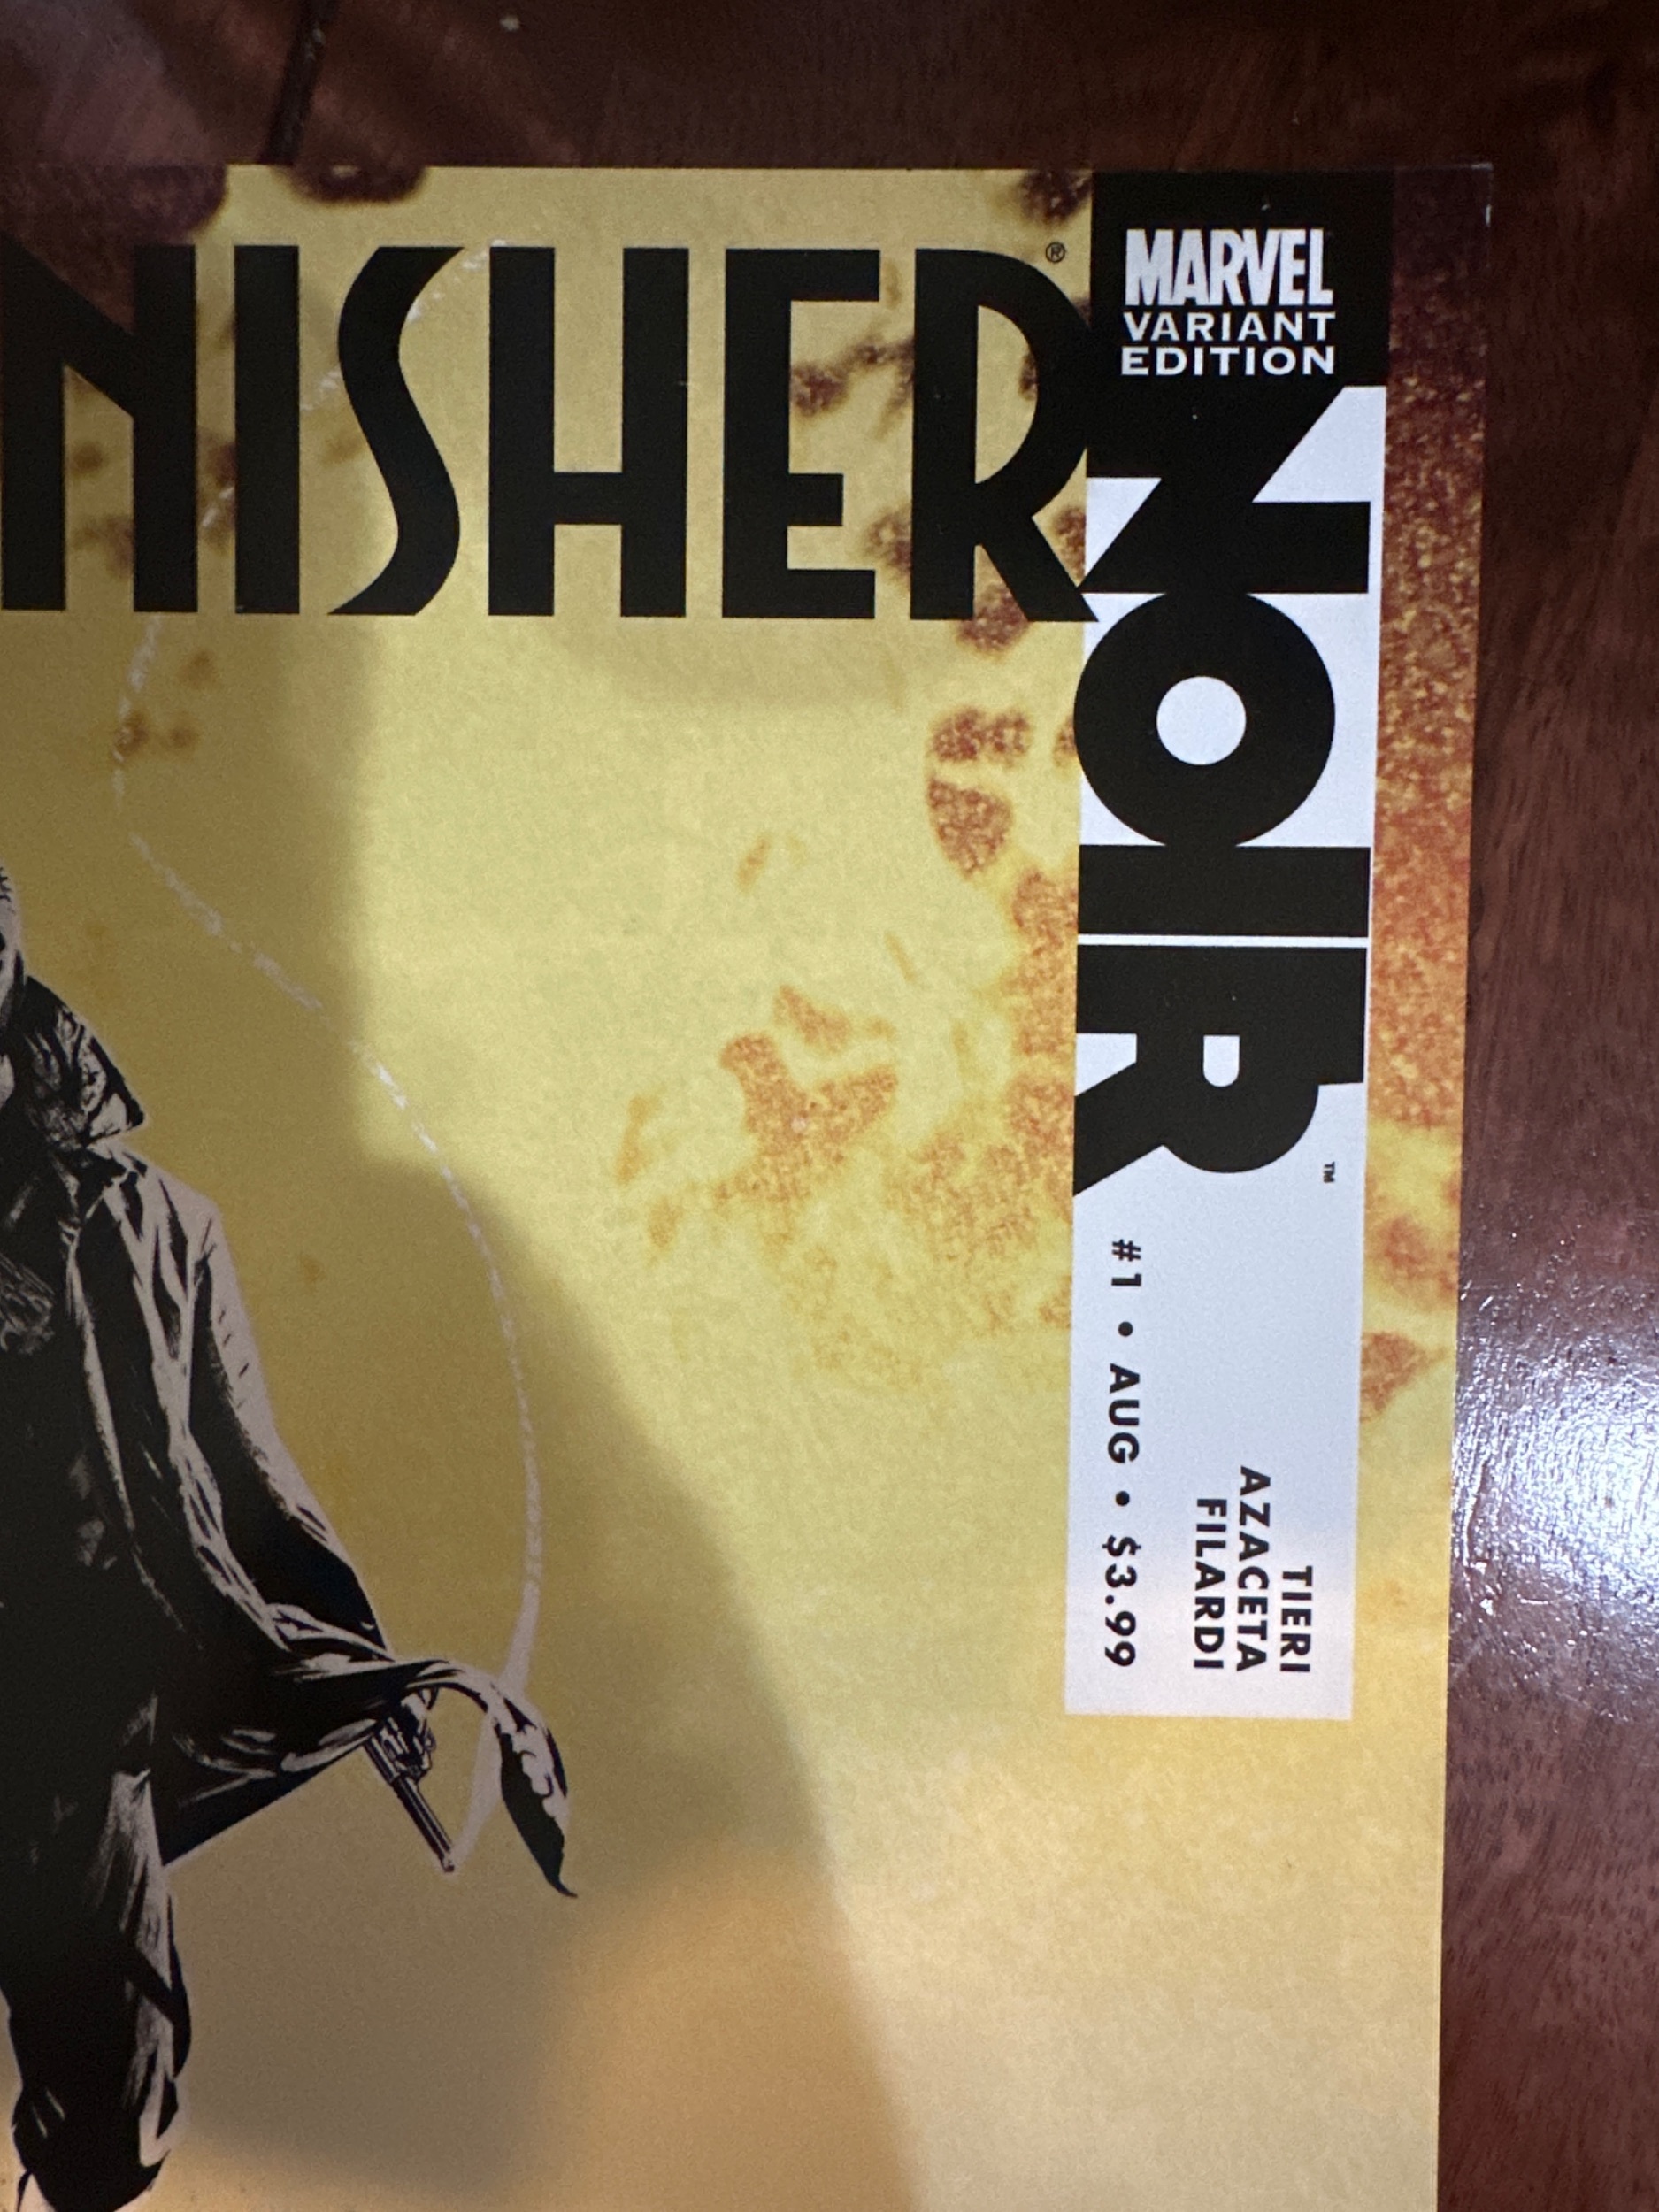 NISHER®
MARVEL
VARIANT
EDITION
NOIR™
#1 • AUG • $3.99
TIERI
AZACETA
FILARDI